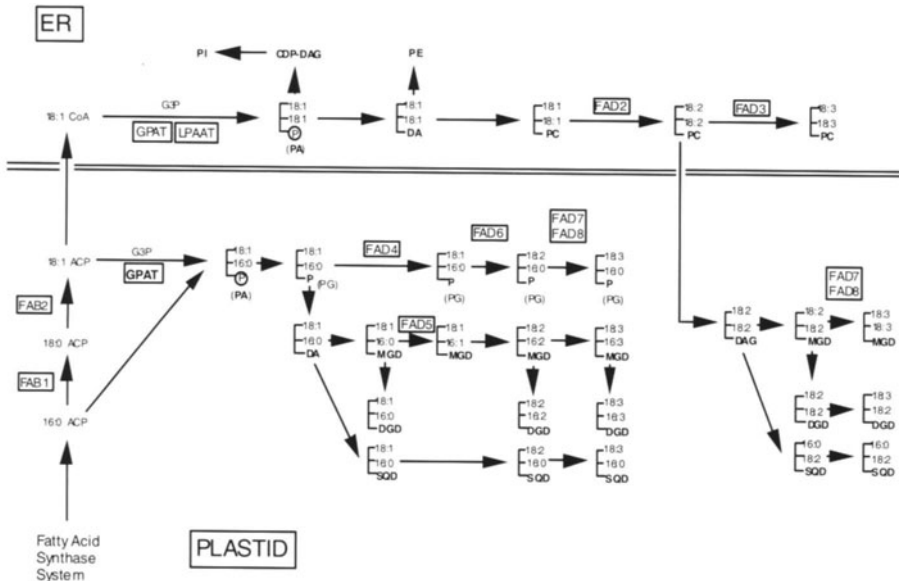 ER
PI
CDP-DAG
PE
18:1 CoA
G3P
GPAT
LPAAT
18:1
18:1
P
(PA)
18:1
18:1
DA
18:1
18:1
PC
FAD2
18:2
18:2
PC
FAD3
18:3
18:3
PC
18:1 ACP
G3P
GPAT
18:1
16:0
P
(PA)
18:1
16:0
P
(PG)
FAD4
18:1
16:0
P
(PG)
FAD6
18:2
16:0
P
(PG)
FAD7
FAD8
18:3
16:0
P
(PG)
FAB2
18:0 ACP
FAB1
16:0 ACP
18:1
16:0
DA
18:1
16:0
MGD
FAD5
18:1
16:1
MGD
18:2
16:2
MGD
18:3
16:3
MGD
18:1
16:0
DGD
18:2
16:2
DGD
18:3
16:3
DGD
18:1
16:0
SQD
18:2
16:0
SQD
18:3
16:0
SQD
FAD7
FAD8
18:2
18:2
DAG
18:2
18:2
MGD
18:3
18:3
MGD
18:2
18:2
DGD
18:3
18:2
DGD
16:0
18:2
SQD
16:0
18:2
SQD
Fatty Acid
Synthase
System
PLASTID